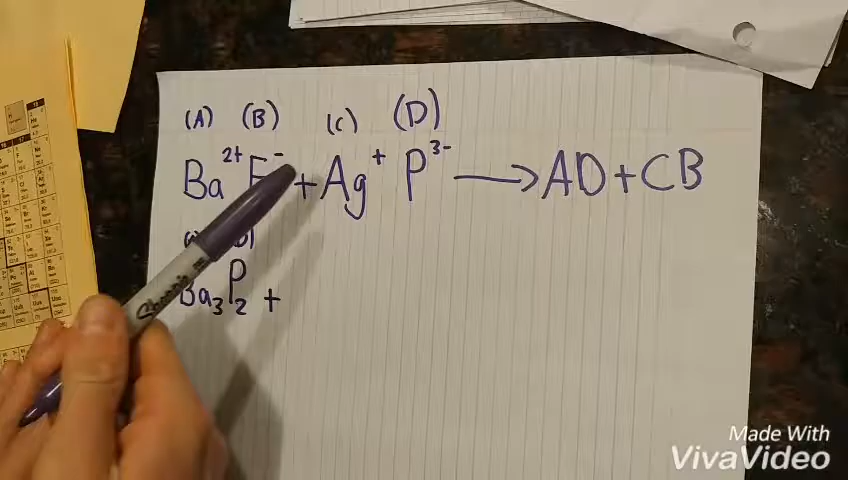 (A) (B) (C) (D)
Ba²⁺ F⁻ + Ag⁺ P³⁻ ⟶ AD + CB
Ba₃P₂ +
Sharpie
Made With
VivaVideo